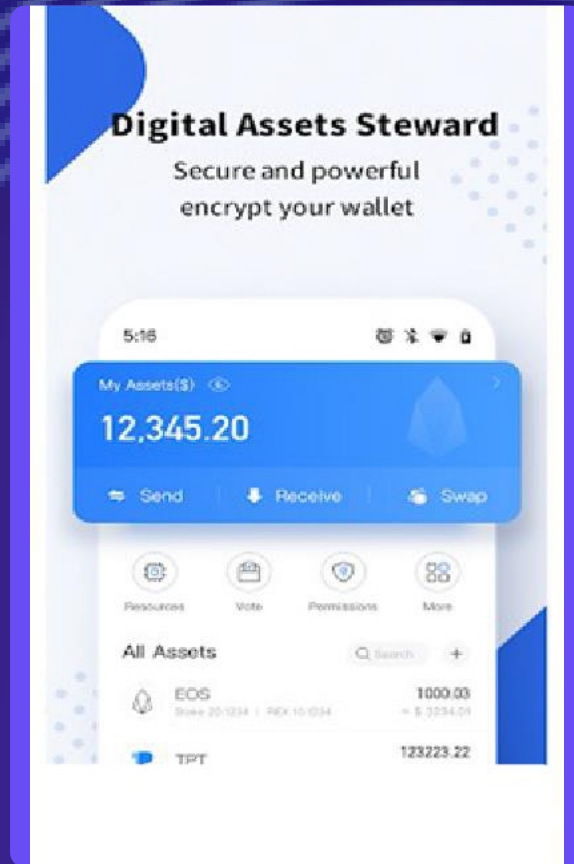 Digital Assets Steward
Secure and powerful
encrypt your wallet
5:16
My Assets($)
12,345.20
Send Receive Swap
Resources Vote Permissions More
All Assets Search +
EOS 1000.03
REX
TPT 123223.22